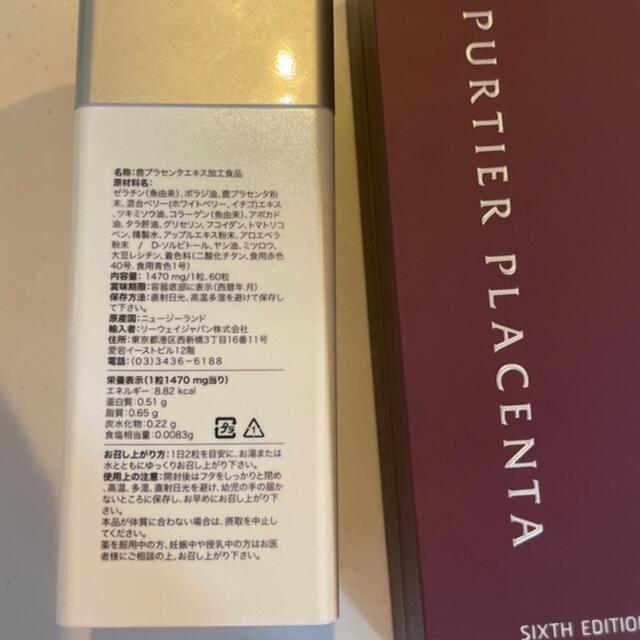 名称:鹿プラセンタエキス加工食品
原材料名:
ゼラチン(魚由来)、ボラジ油、鹿プラセンタ粉
末、混合ベリー(ホワイトベリー、イチゴ)エキス
、ツキミソウ油、コラーゲン(魚由来)、アボカド
油、タラ肝油、グリセリン、フコイダン、トマトリコ
ペン、精製水、アップルエキス粉末、アロエベラ
粉末 / D-ソルビトール、ヤシ油、ミツロウ、
大豆レシチン、着色料(二酸化チタン、食用赤色
40号、食用青色1号)
内容量: 1470 mg/1粒、60粒
賞味期限:容器底部に表示(西暦年.月)
保存方法:直射日光、高温多湿を避けて保存し
て下さい。
原産国:ニュージーランド
輸入者:リーウェイジャパン株式会社
住所:東京都港区西新橋3丁目16番11号
愛宕イーストビル12階
電話:(03)3436-6188
栄養表示(1粒1470 mg当り)
エネルギー:8.82 kcal
蛋白質:0.51 g
脂質:0.65 g
炭水化物:0.22 g
食塩相当量:0.0083g
プラ
1
お召し上がり方:1日2粒を目安に、お湯または
水とともにゆっくりお召し上がり下さい。
使用上の注意:開封後はフタをしっかりと閉め
、高温、多湿、直射日光を避け、幼児の手の届か
ないところに保存し、お早めにお召し上がり下
さい。
本品が体質に合わない場合は、摂取を中止し
てください。
薬を服用中の方、妊娠中や授乳中の方はお医
者様にご相談の上、お召し上がり下さい。
PURTIER PLACENTA
SIXTH EDITIO